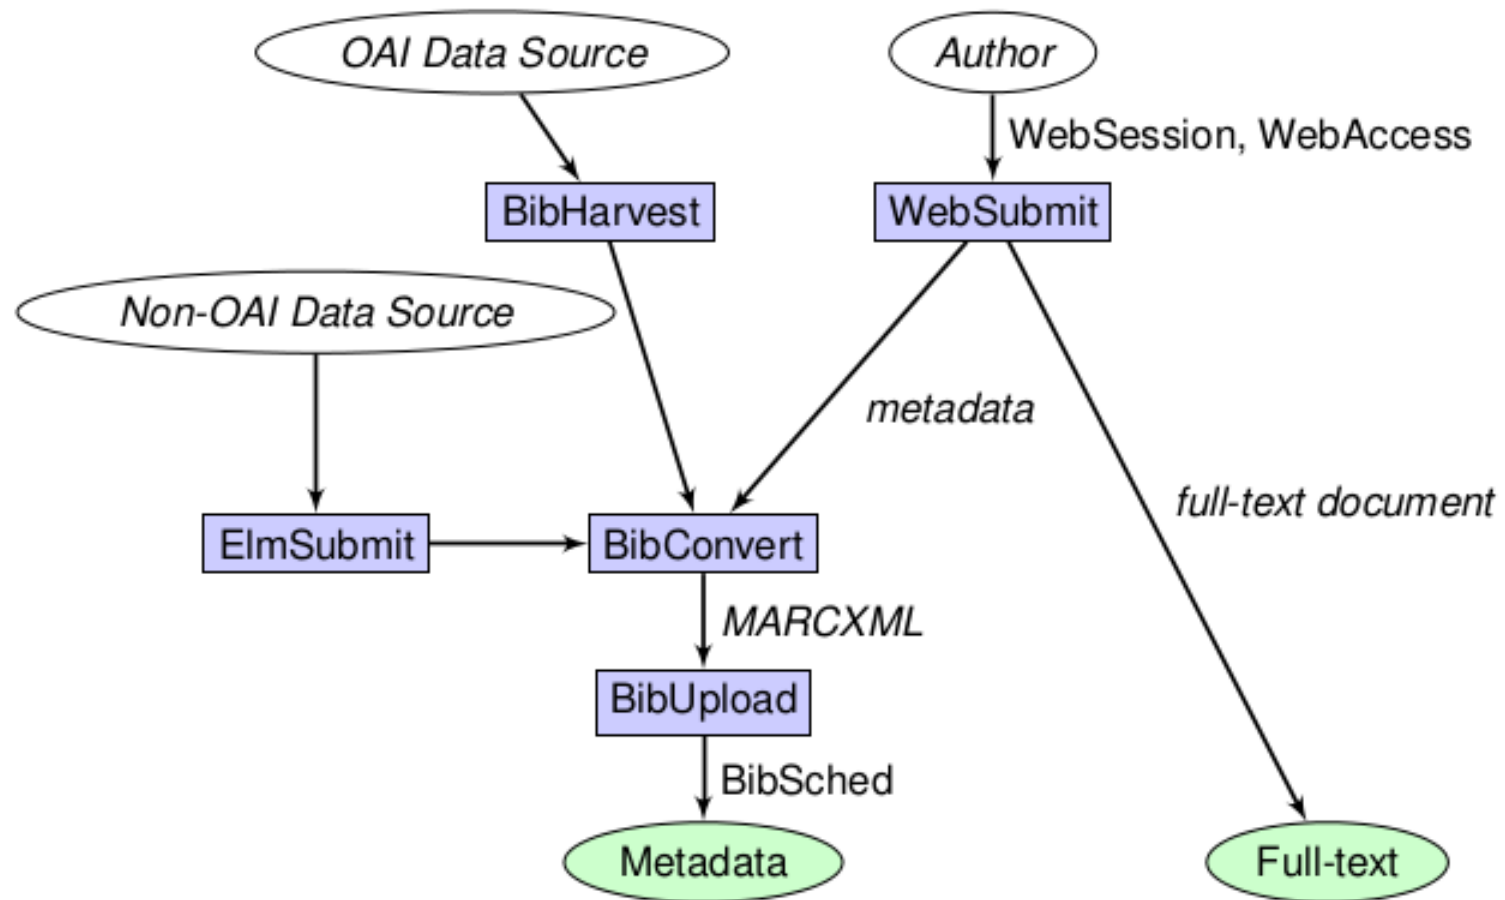 OAI Data Source
Author
WebSession, WebAccess
BibHarvest
WebSubmit
Non-OAI Data Source
metadata
full-text document
ElmSubmit
BibConvert
MARCXML
BibUpload
BibSched
Metadata
Full-text